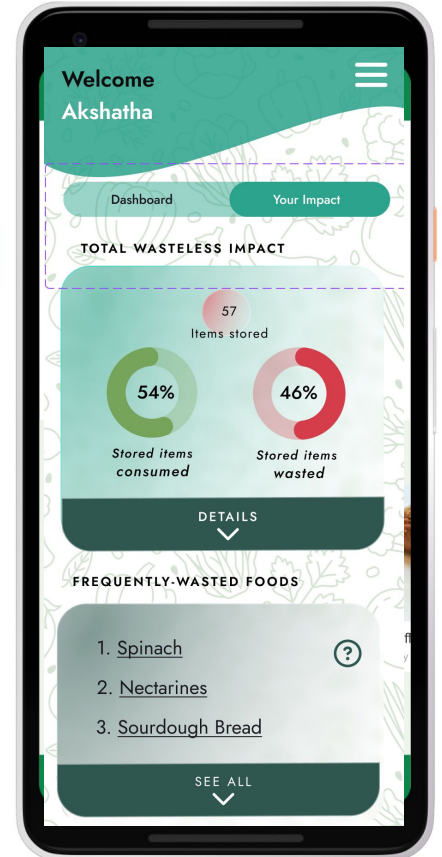 Welcome
Akshatha
Dashboard
Your Impact
TOTAL WASTELESS IMPACT
57
Items stored
54%
46%
Stored items
consumed
Stored items
wasted
DETAILS
FREQUENTLY-WASTED FOODS
?
1. Spinach
2. Nectarines
3. Sourdough Bread
SEE ALL